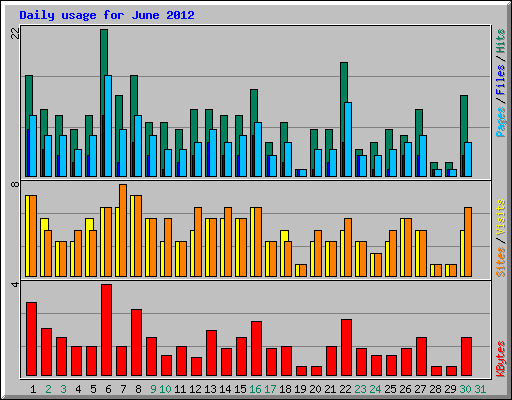 Daily usage for June 2012
22
8
4
Pages / Files / Hits
Sites / Visits
KBytes
1 2 3 4 5 6 7 8 9 10 11 12 13 14 15 16 17 18 19 20 21 22 23 24 25 26 27 28 29 30 31